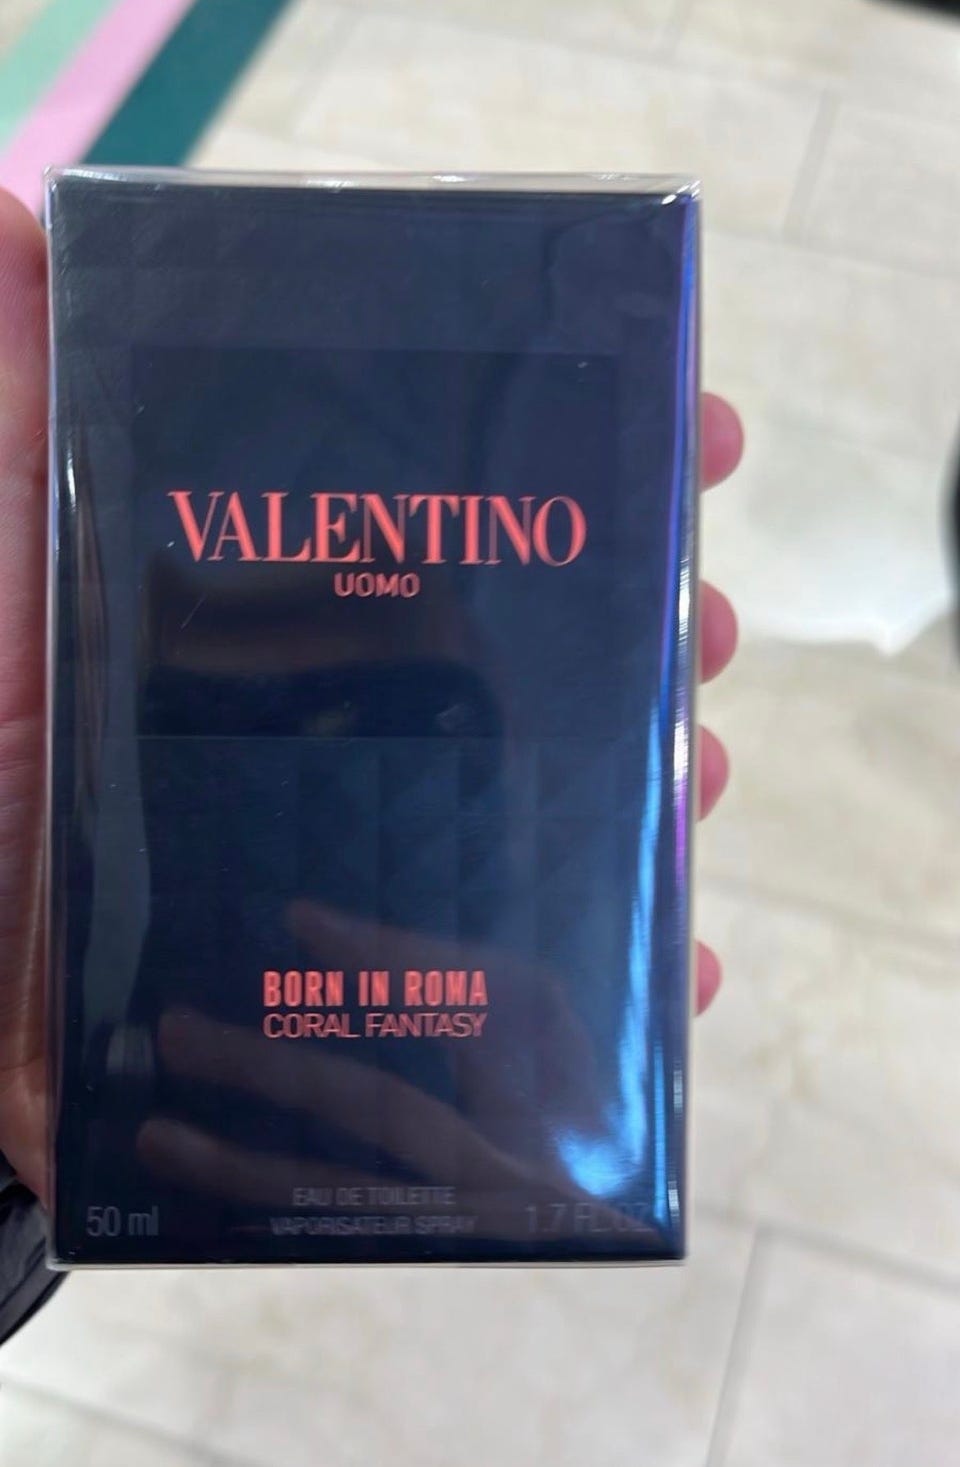 VALENTINO
UOMO
BORN IN ROMA
CORAL FANTASY
EAU DE TOILETTE
50 ml VAPORISATEUR SPRAY 1.7 FL.OZ